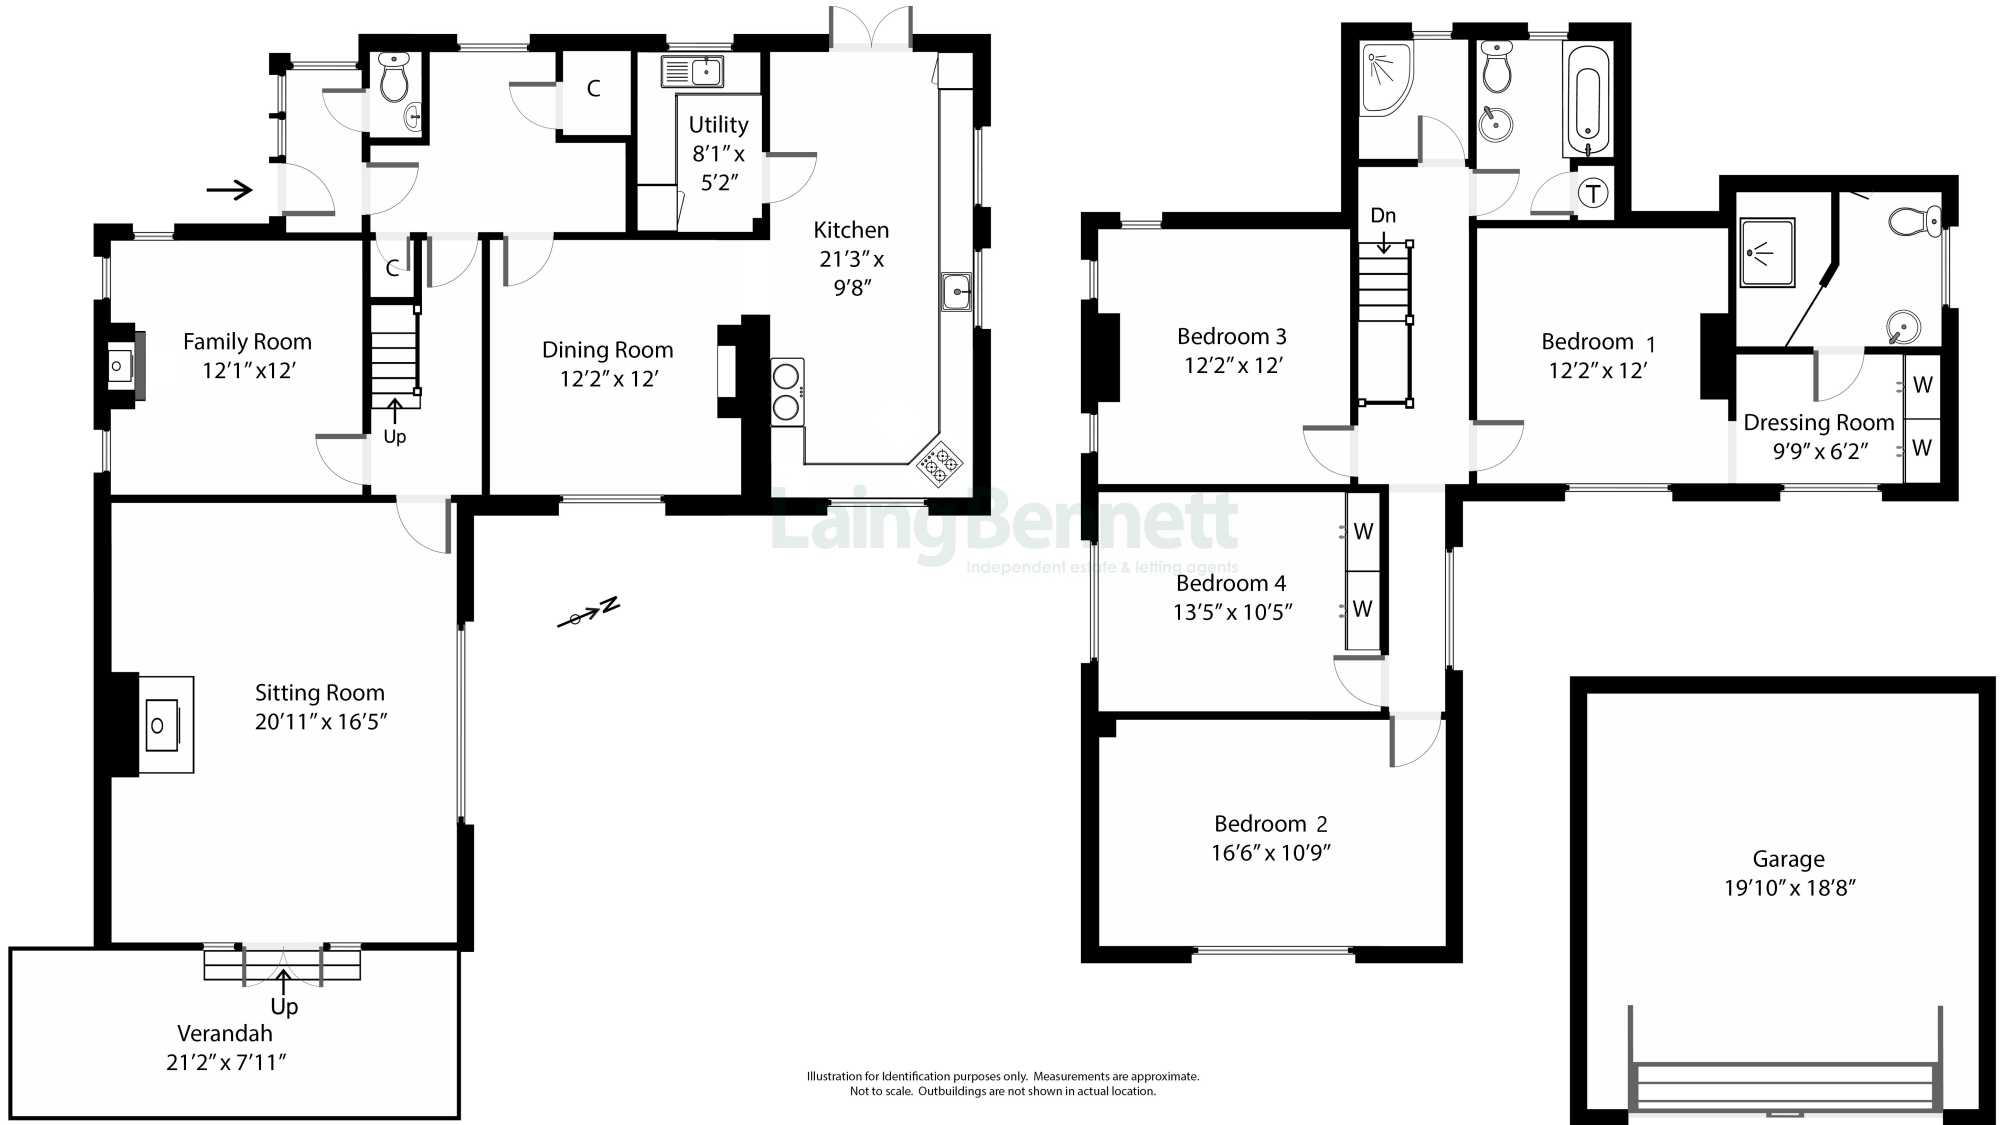 C
Utility
8'1" x
5'2"
Kitchen
21'3" x
9'8"
C
Family Room
12'1" x12'
Dining Room
12'2" x 12'
Up
Sitting Room
20'11" x 16'5"
Up
Verandah
21'2" x 7'11"
N
LaingBennett
Independent estate & letting agents
T
Dn
Bedroom 3
12'2" x 12'
Bedroom 1
12'2" x 12'
W
Dressing Room
9'9" x 6'2"
W
W
Bedroom 4
13'5" x 10'5"
W
Bedroom 2
16'6" x 10'9"
Garage
19'10" x 18'8"
Illustration for Identification purposes only. Measurements are approximate.
Not to scale. Outbuildings are not shown in actual location.